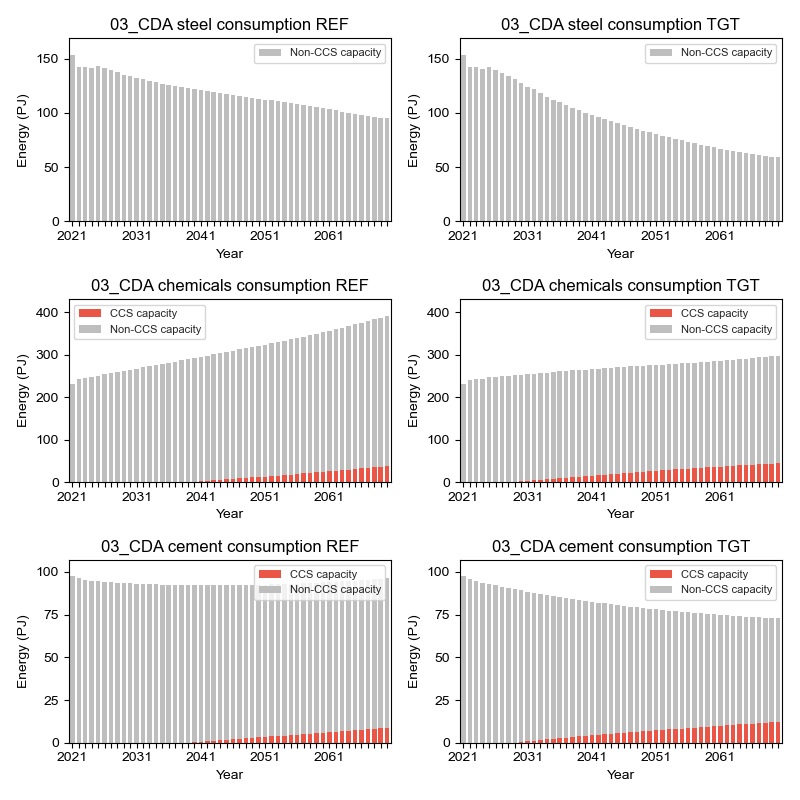 03_CDA steel consumption REF
Non-CCS capacity
Energy (PJ)
150
100
50
0
2021 2031 2041 2051 2061
Year
03_CDA steel consumption TGT
Non-CCS capacity
Energy (PJ)
150
100
50
0
2021 2031 2041 2051 2061
Year
03_CDA chemicals consumption REF
CCS capacity
Non-CCS capacity
Energy (PJ)
400
300
200
100
0
2021 2031 2041 2051 2061
Year
03_CDA chemicals consumption TGT
CCS capacity
Non-CCS capacity
Energy (PJ)
400
300
200
100
0
2021 2031 2041 2051 2061
Year
03_CDA cement consumption REF
CCS capacity
Non-CCS capacity
Energy (PJ)
100
75
50
25
0
2021 2031 2041 2051 2061
Year
03_CDA cement consumption TGT
CCS capacity
Non-CCS capacity
Energy (PJ)
100
75
50
25
0
2021 2031 2041 2051 2061
Year